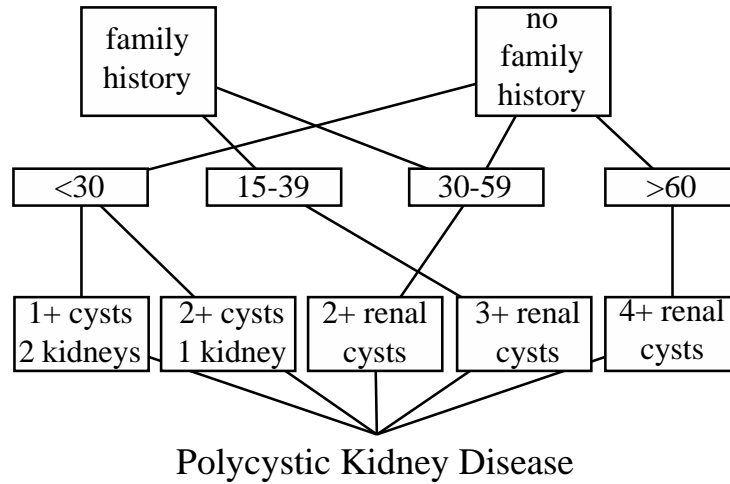 family
history
no
family
history
<30
15-39
30-59
>60
1+ cysts
2 kidneys
2+ cysts
1 kidney
2+ renal
cysts
3+ renal
cysts
4+ renal
cysts
Polycystic Kidney Disease